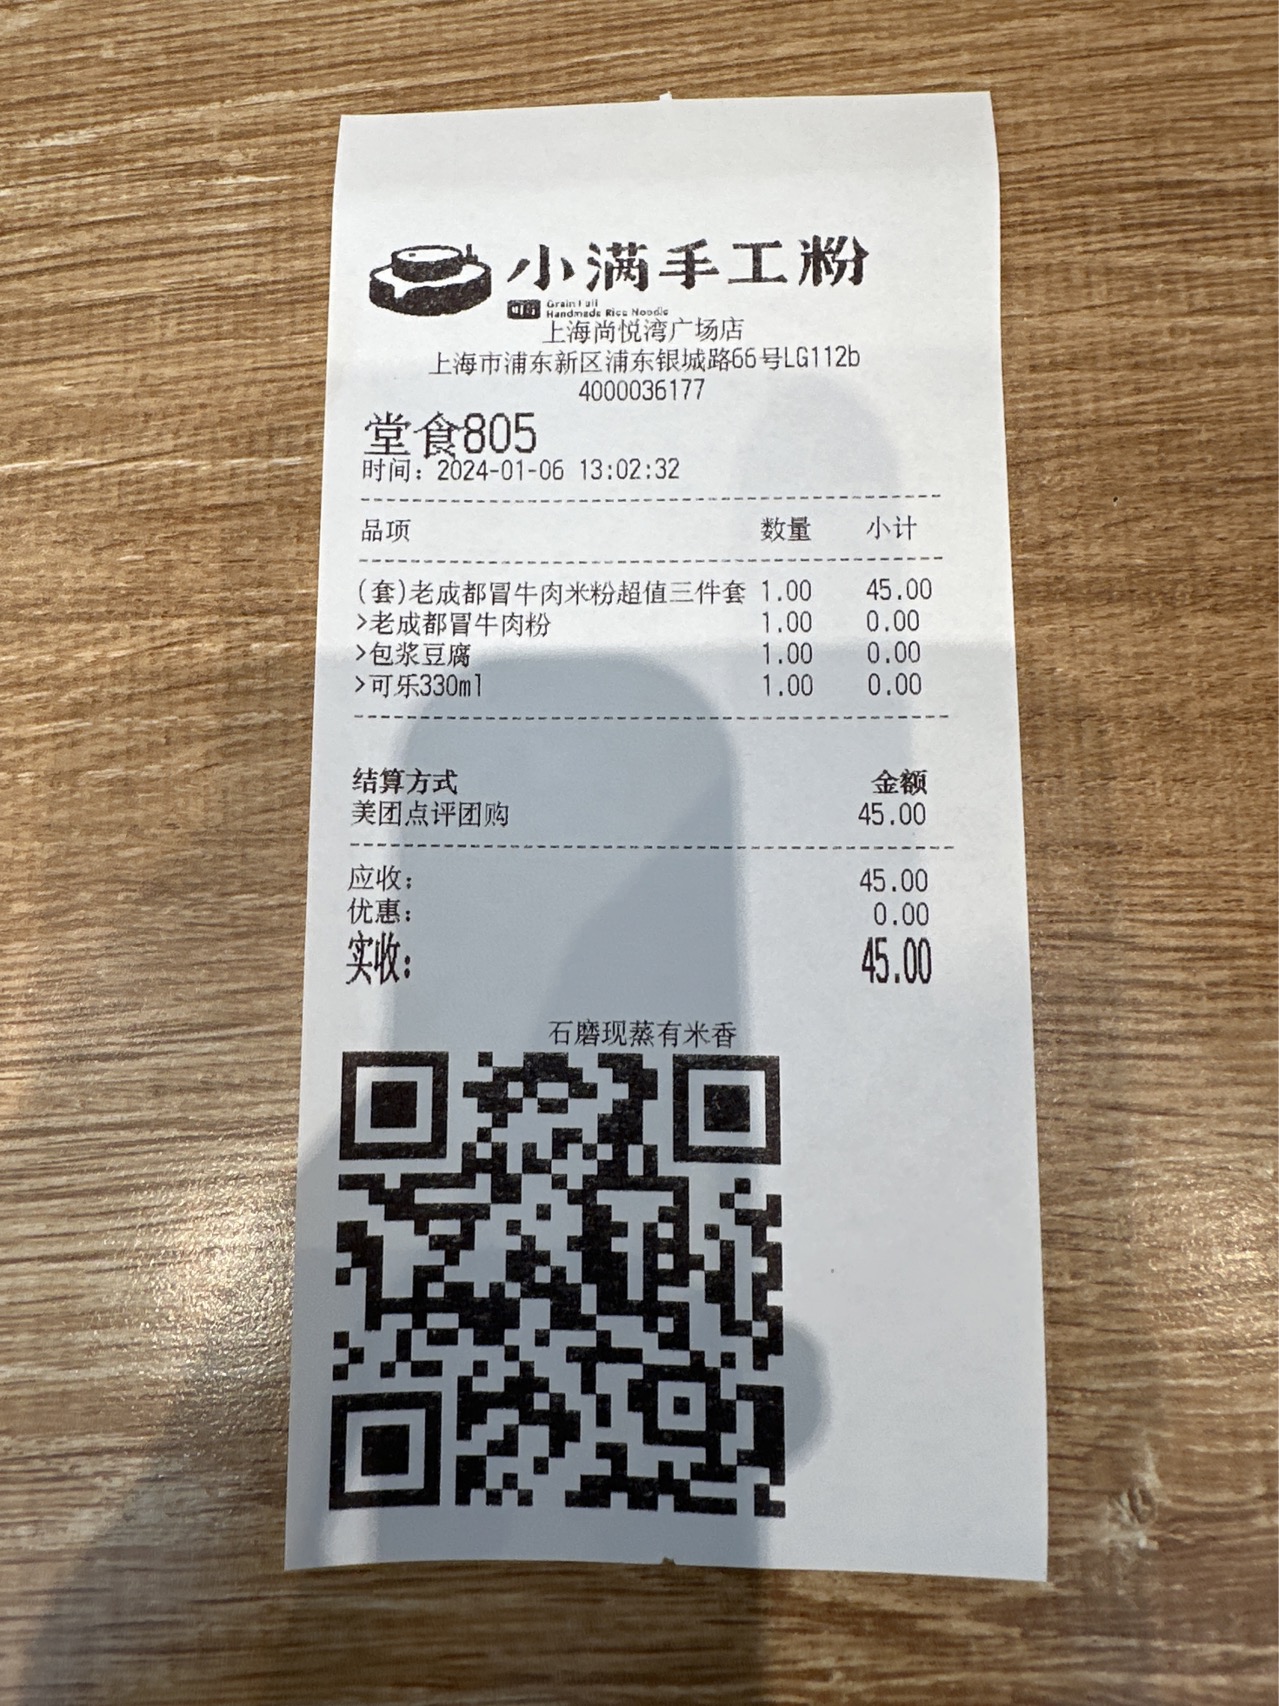 小满手工粉
Grain Full
Handmade Rice Noodle
上海尚悦湾广场店
上海市浦东新区浦东银城路66号LG112b
4000036177
堂食805
时间：2024-01-06 13:02:32
品项 数量 小计
(套)老成都冒牛肉米粉超值三件套 1.00 45.00
>老成都冒牛肉粉 1.00 0.00
>包浆豆腐 1.00 0.00
>可乐330ml 1.00 0.00
结算方式 金额
美团点评团购 45.00
应收： 45.00
优惠： 0.00
实收： 45.00
石磨现蒸有米香